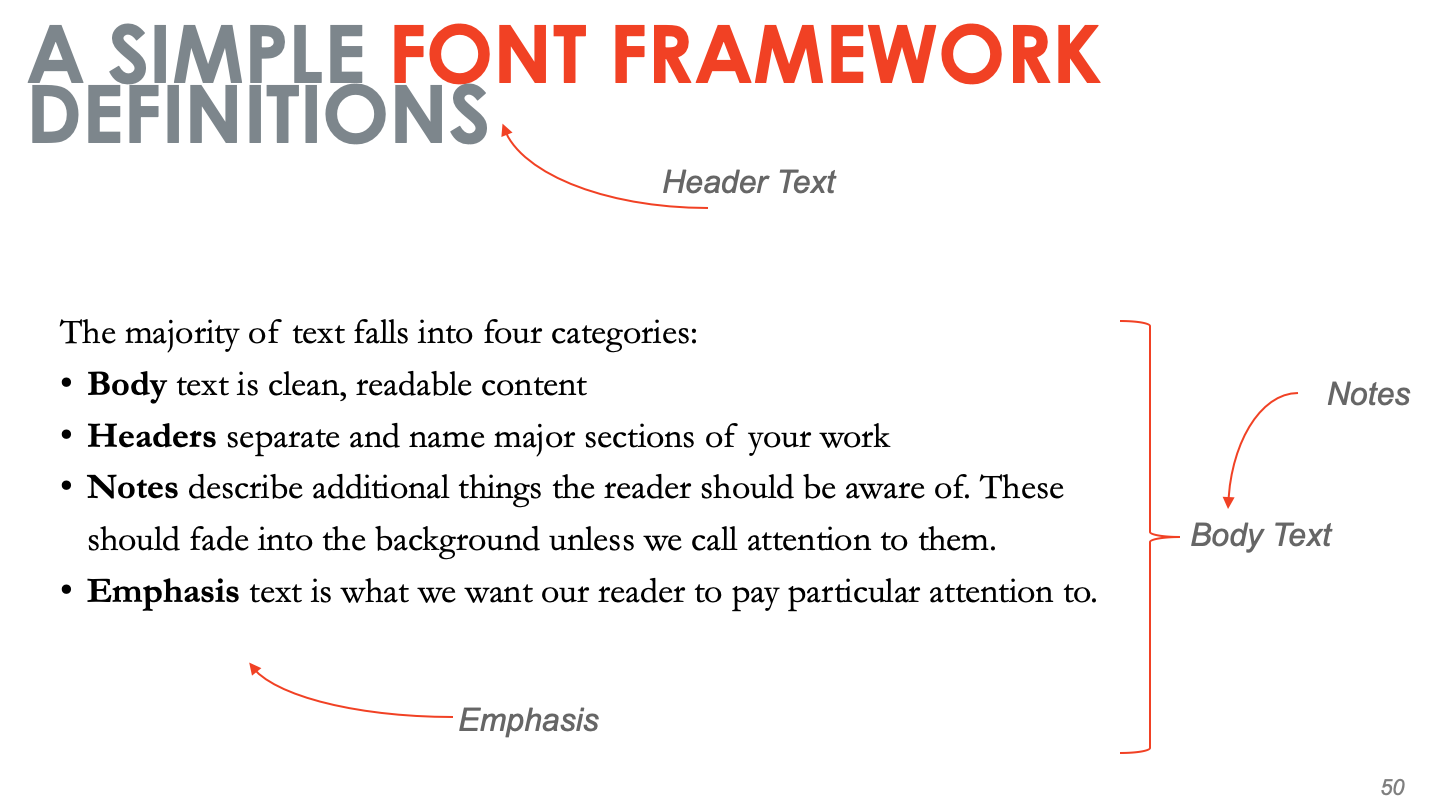 A SIMPLE FONT FRAMEWORK
DEFINITIONS
Header Text
The majority of text falls into four categories:
• Body text is clean, readable content
• Headers separate and name major sections of your work
• Notes describe additional things the reader should be aware of. These
should fade into the background unless we call attention to them.
• Emphasis text is what we want our reader to pay particular attention to.
Notes
Body Text
Emphasis
50